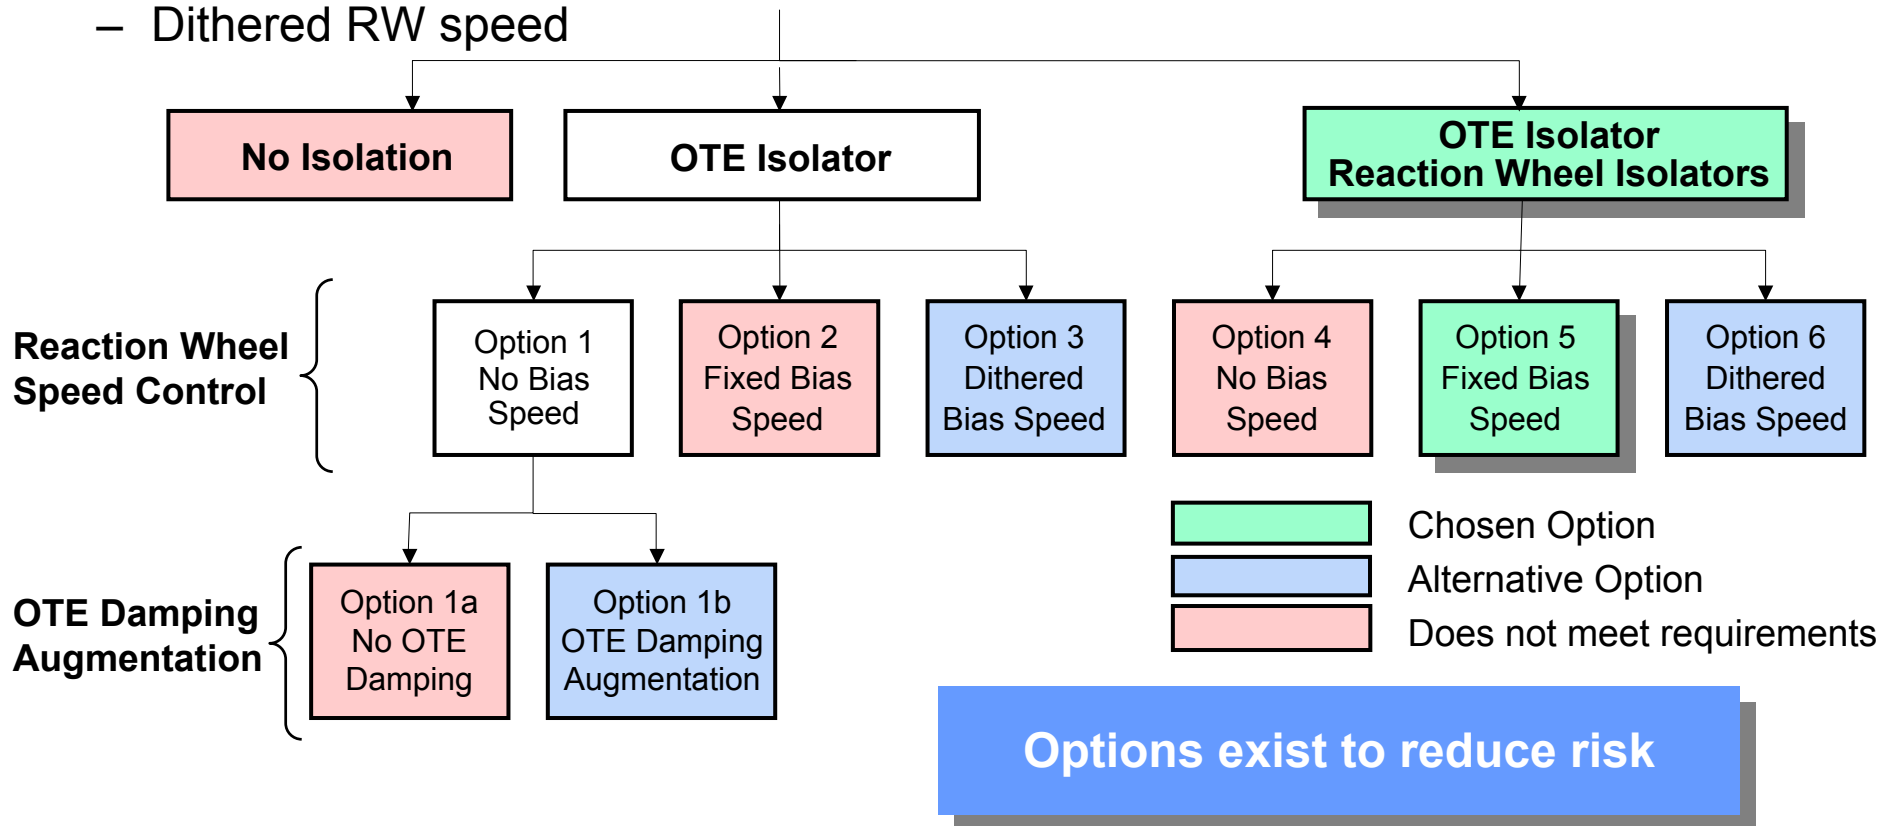 – Dithered RW speed
No Isolation
OTE Isolator
OTE Isolator
Reaction Wheel Isolators
Reaction Wheel
Speed Control
Option 1
No Bias
Speed
Option 2
Fixed Bias
Speed
Option 3
Dithered
Bias Speed
Option 4
No Bias
Speed
Option 5
Fixed Bias
Speed
Option 6
Dithered
Bias Speed
OTE Damping
Augmentation
Option 1a
No OTE
Damping
Option 1b
OTE Damping
Augmentation
Chosen Option
Alternative Option
Does not meet requirements
Options exist to reduce risk